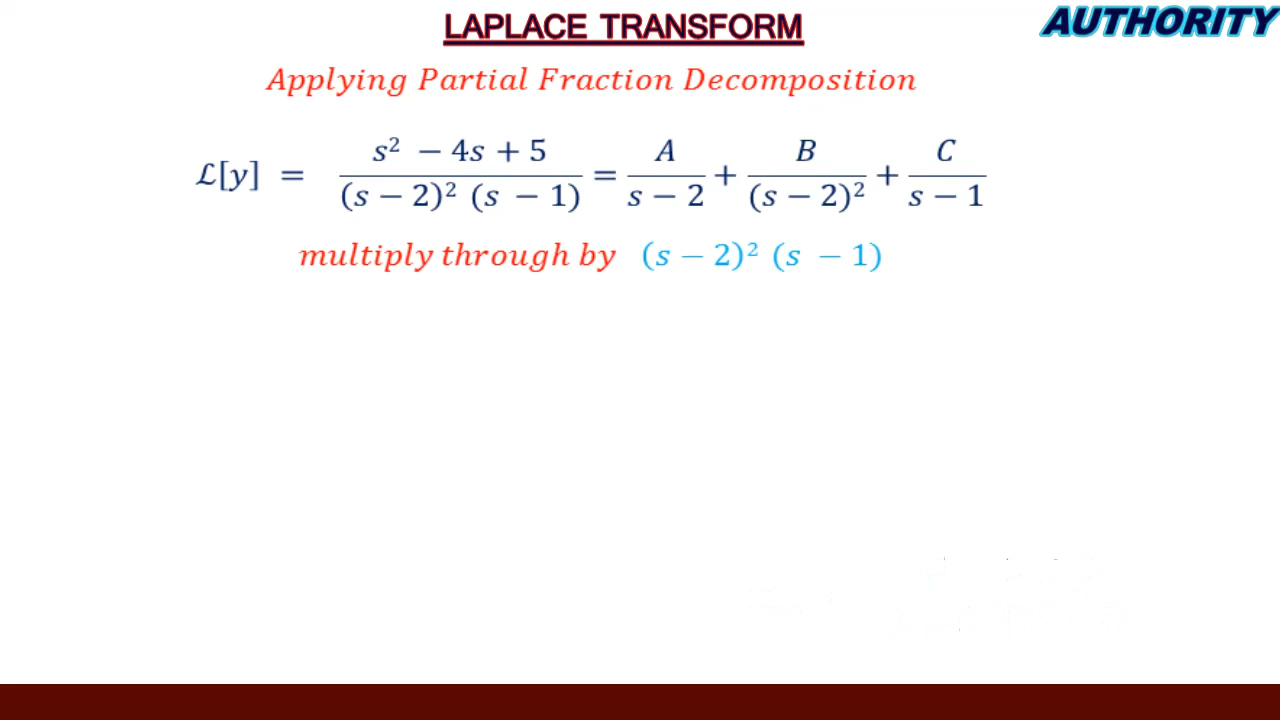 LAPLACE TRANSFORM
AUTHORITY
Applying Partial Fraction Decomposition
ℒ[y] = (s² − 4s + 5)/((s − 2)² (s − 1)) = A/(s − 2) + B/((s − 2)²) + C/(s − 1)
multiply through by (s − 2)² (s − 1)